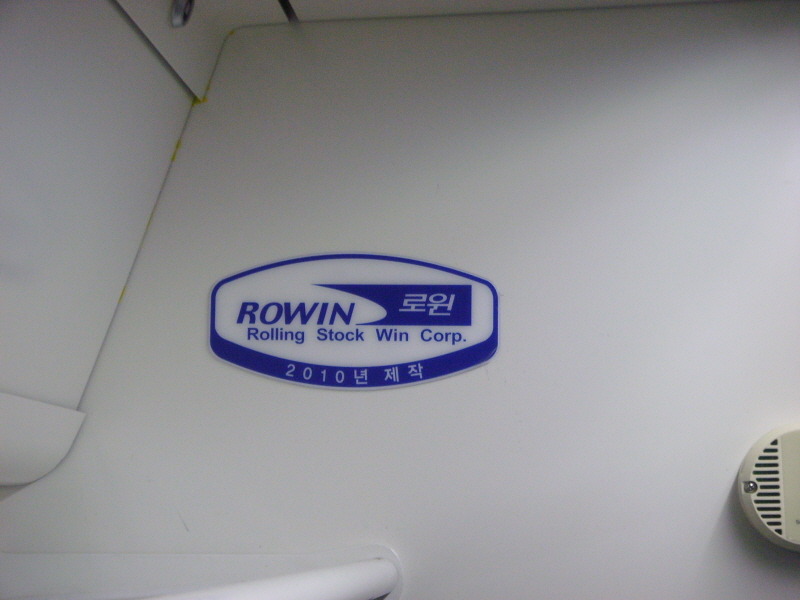 ROWIN 로윈
Rolling Stock Win Corp.
2010년 제작